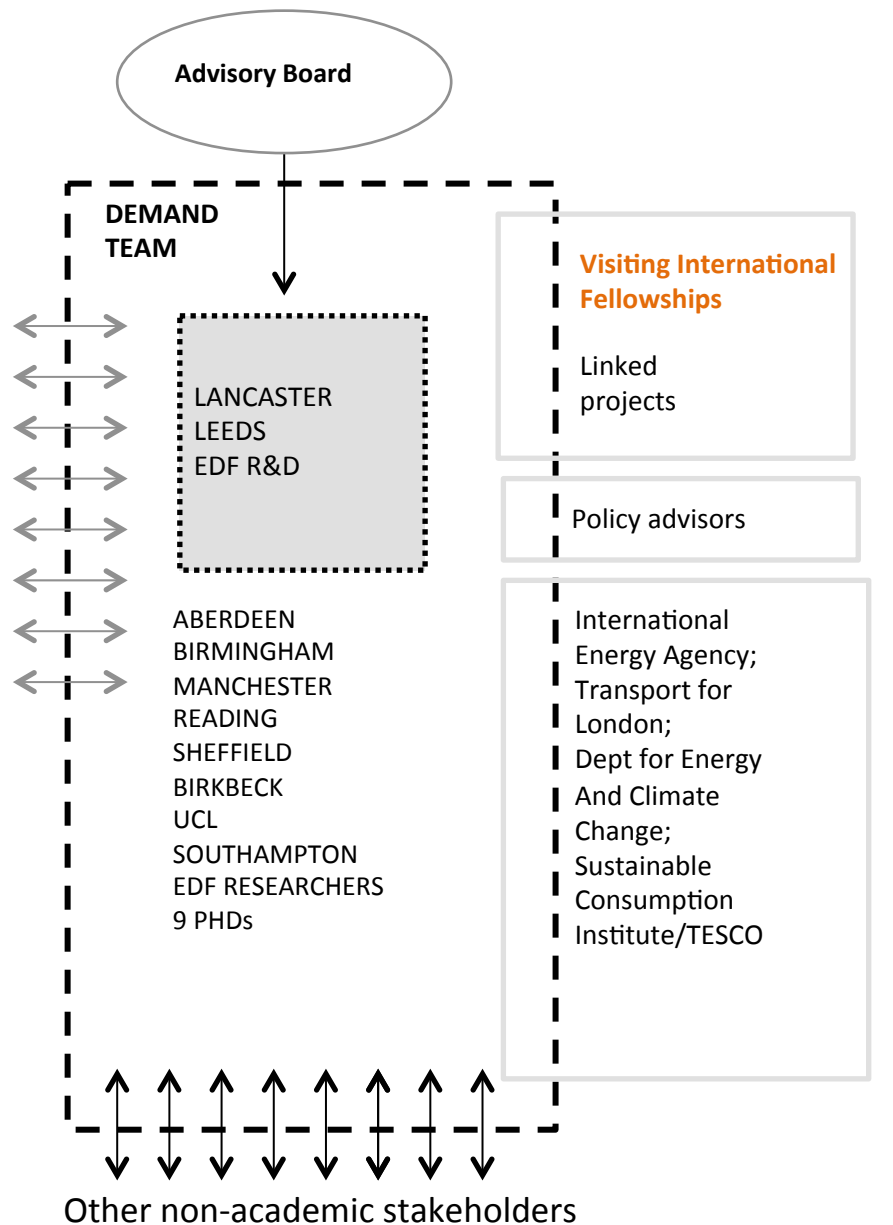 Advisory Board
DEMAND
TEAM
LANCASTER
LEEDS
EDF R&D
ABERDEEN
BIRMINGHAM
MANCHESTER
READING
SHEFFIELD
BIRKBECK
UCL
SOUTHAMPTON
EDF RESEARCHERS
9 PHDs
Visiting International
Fellowships
Linked
projects
Policy advisors
International
Energy Agency;
Transport for
London;
Dept for Energy
And Climate
Change;
Sustainable
Consumption
Institute/TESCO
Other non-academic stakeholders